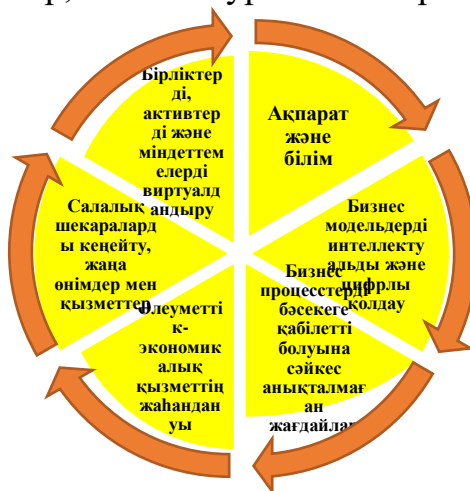 Бірліктер
ді,
активтер
ді және
міндеттем
елерді
виртуалд
андыру
Ақпарат
және
білім
Бизнес
модельдерді
интеллекту
альды және
цифрлы
қолдау
Бизнес
процесстерді
бәсекеге
қабілетті
болуына
сәйкес
анықталмағ
ан
жағдайлар
Әлеуметті
к-
экономик
алық
қызметтің
жаһандан
уы
Салалық
шекаралард
ы кеңейту,
жаңа
өнімдер мен
қызметтер